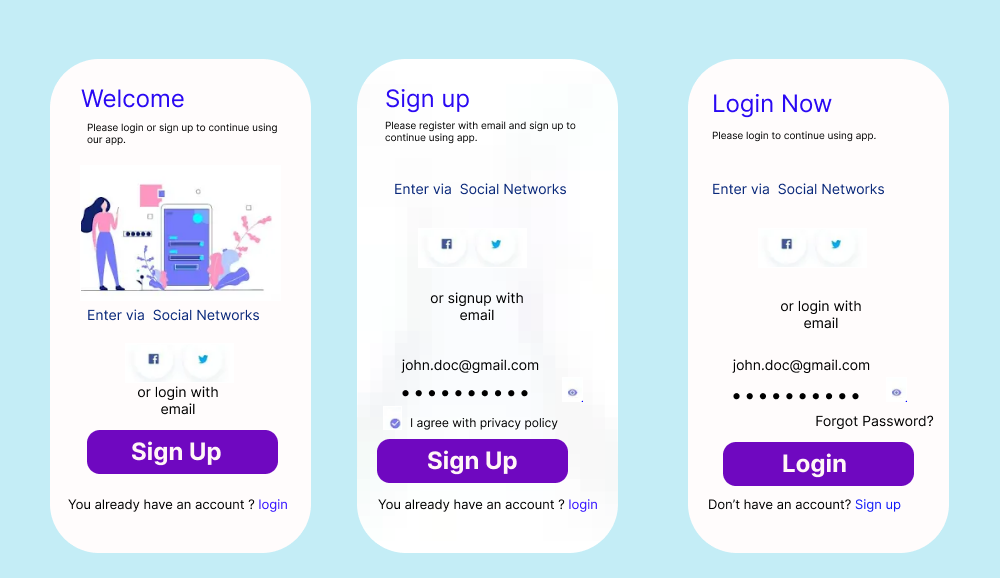 Welcome
Please login or sign up to continue using
our app.
Enter via  Social Networks
or login with
email
Sign Up
You already have an account ? login
Sign up
Please register with email and sign up to
continue using app.
Enter via  Social Networks
or signup with
email
john.doc@gmail.com
I agree with privacy policy
Sign Up
You already have an account ? login
Login Now
Please login to continue using app.
Enter via  Social Networks
or login with
email
john.doc@gmail.com
Forgot Password?
Login
Don’t have an account? Sign up